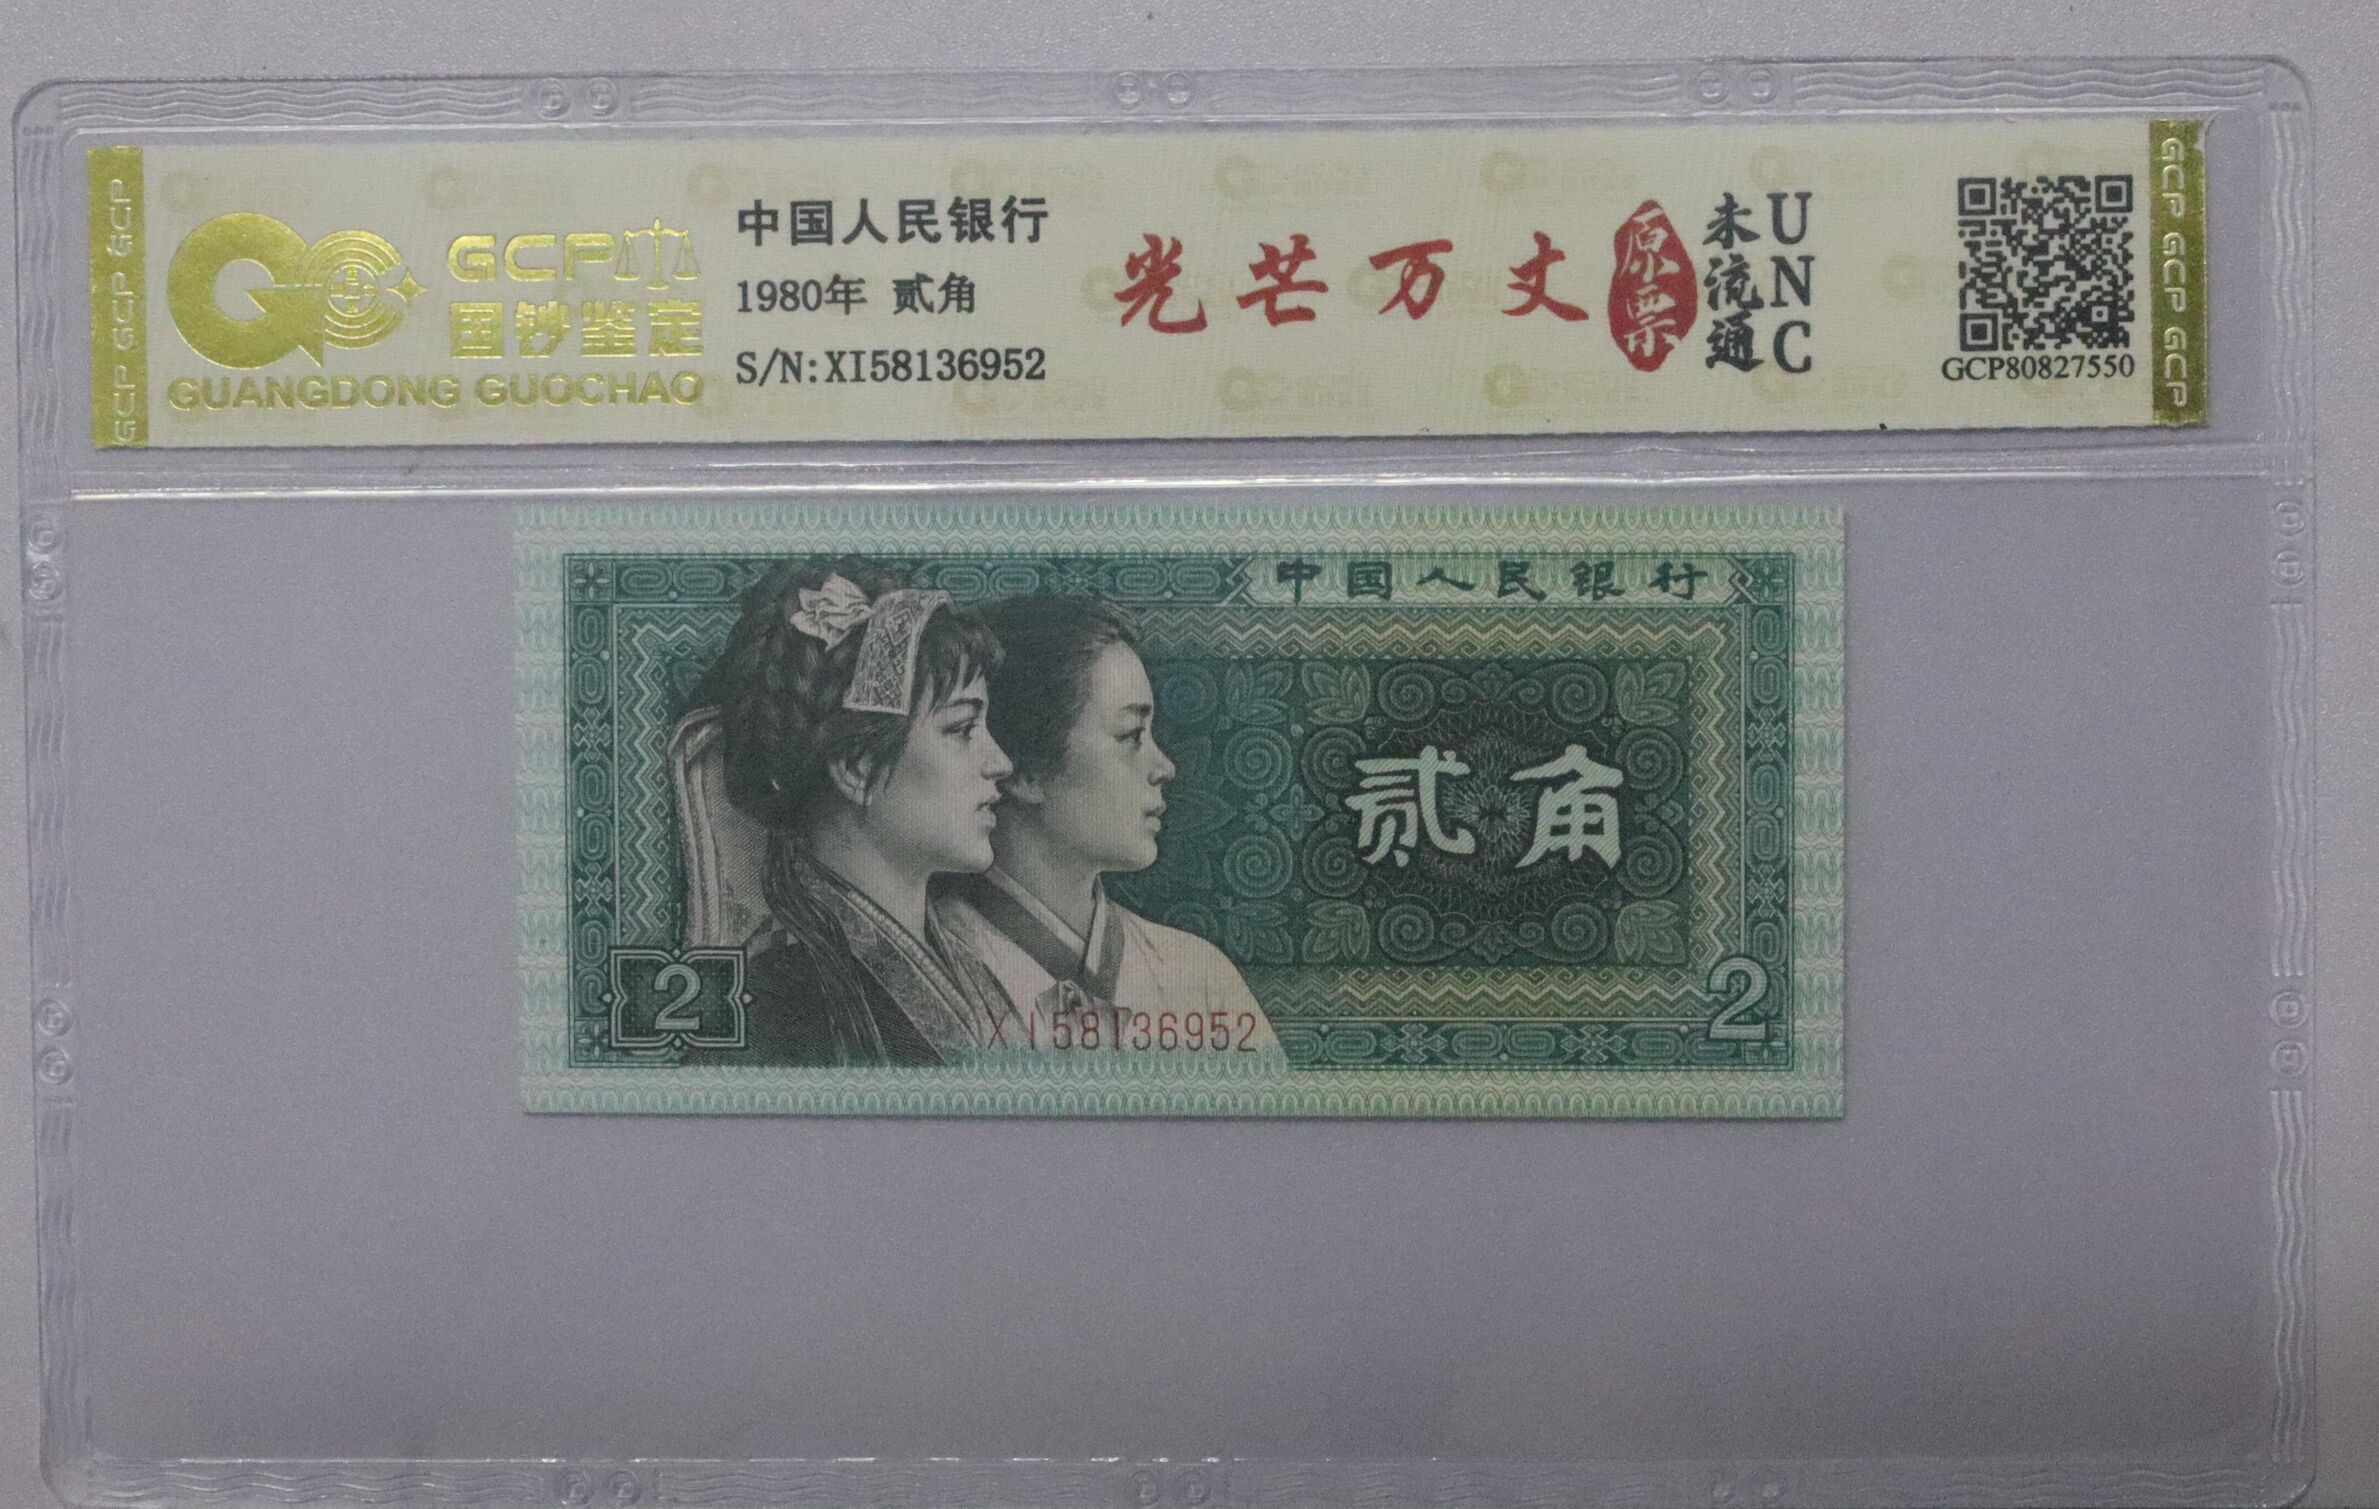 GCP GCP GCP
GCP
国钞鉴定
GUANGDONG GUOCHAO
中国人民银行
1980年 贰角
S/N:XI58136952
光芒万丈
原票
未流通
UNC
GCP80827550
GCP GCP GCP
中国人民银行
贰角
2
XI58136952
2